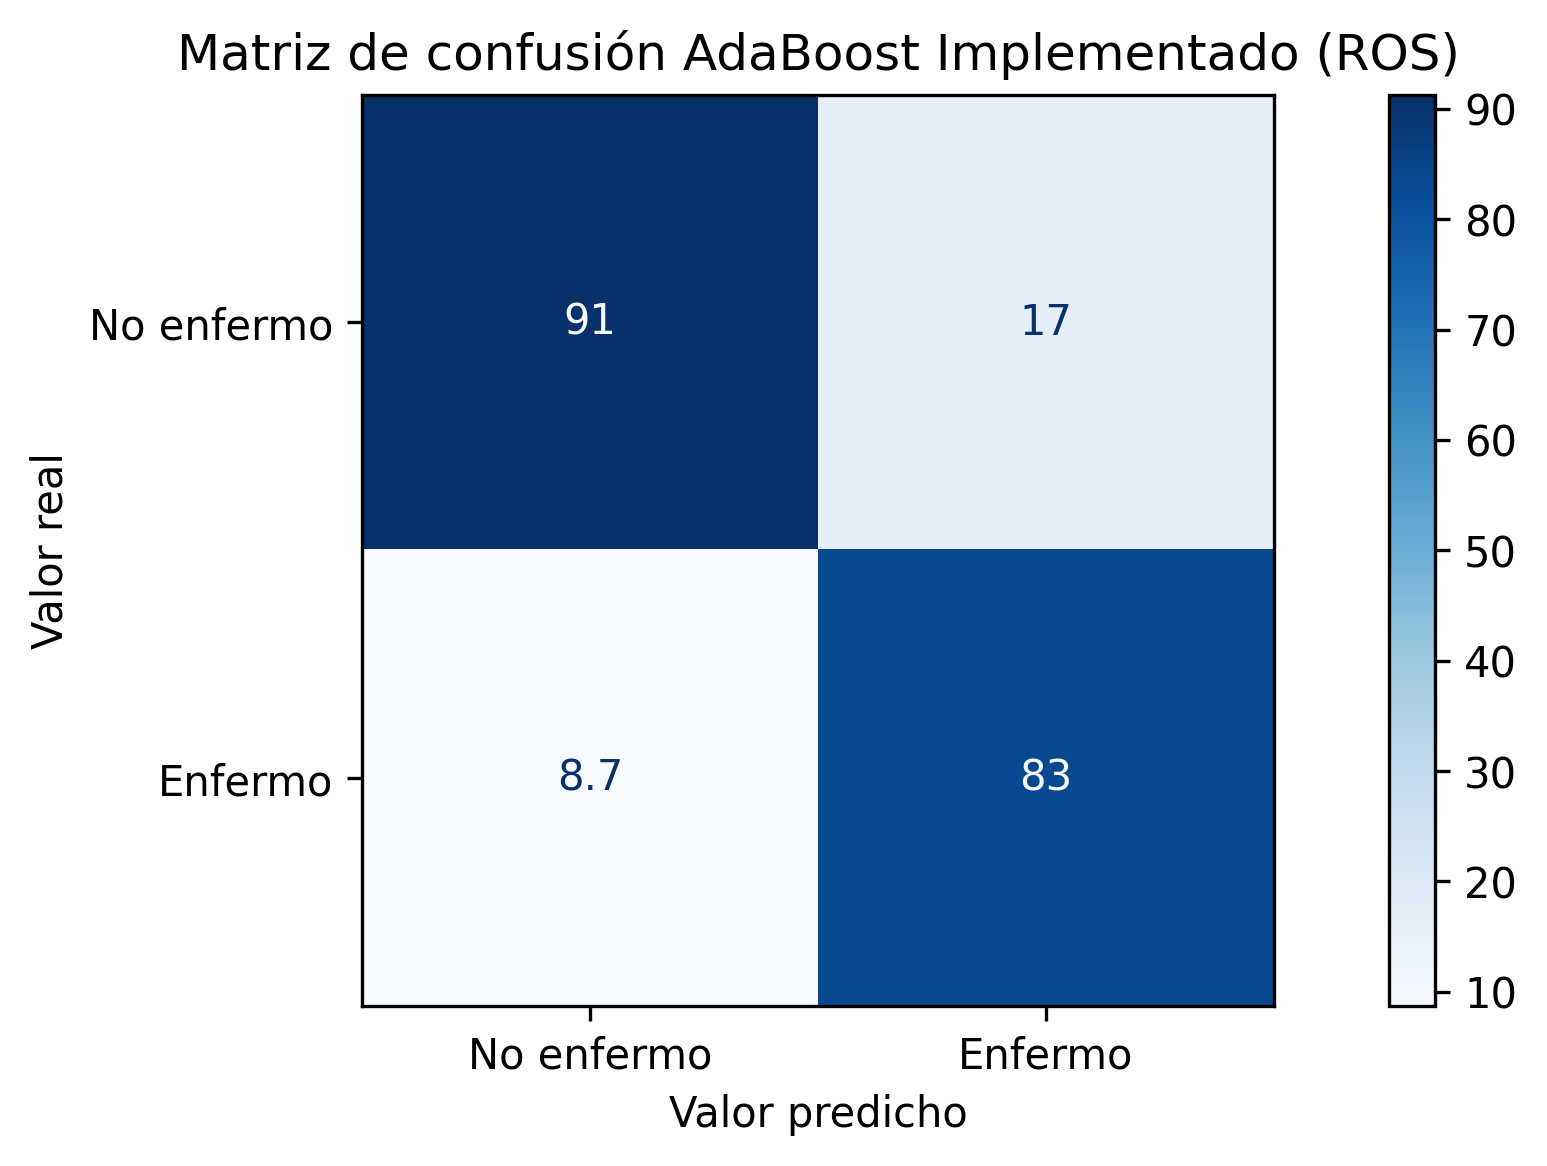 Matriz de confusión AdaBoost Implementado (ROS)
90
80
70
60
50
40
30
20
10
No enfermo
91
17
Valor real
Enfermo
8.7
83
No enfermo
Enfermo
Valor predicho